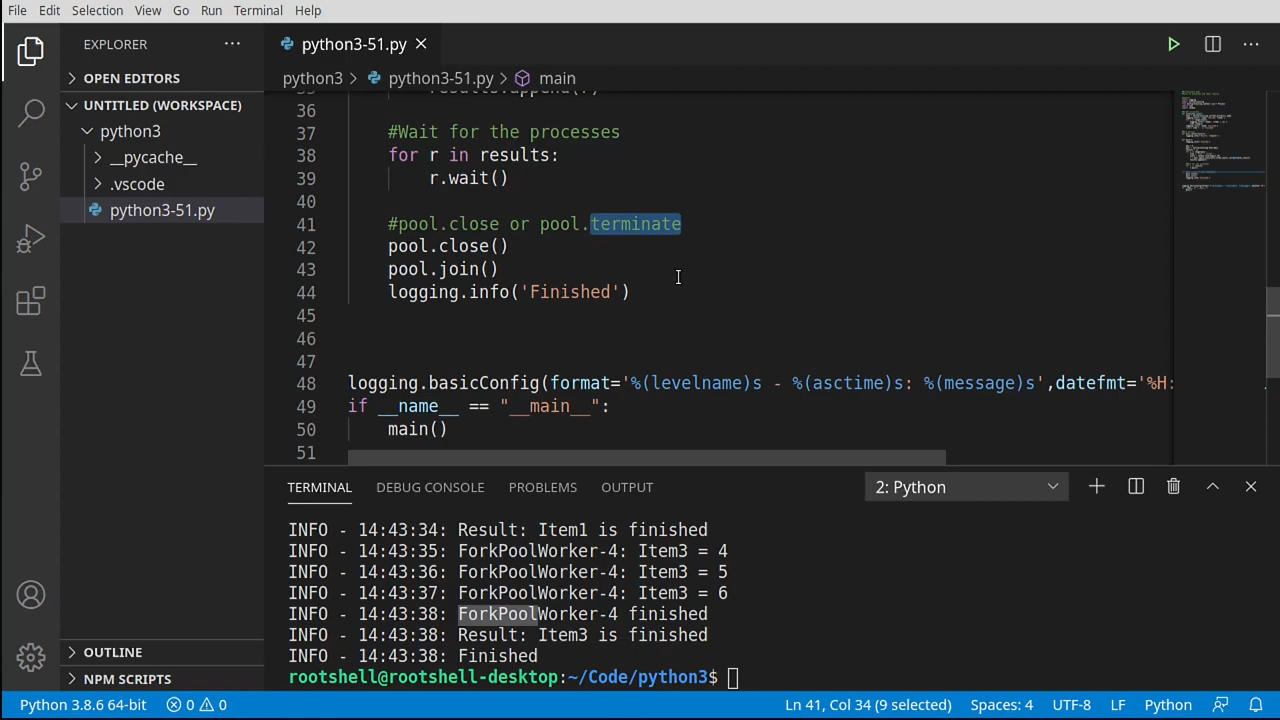 File Edit Selection View Go Run Terminal Help
EXPLORER
python3-51.py
OPEN EDITORS
python3 > python3-51.py > main
UNTITLED (WORKSPACE)
python3
__pycache__
.vscode
python3-51.py
36
37 #Wait for the processes
38 for r in results:
39 r.wait()
40
41 #pool.close or pool.terminate
42 pool.close()
43 pool.join()
44 logging.info('Finished')
45
46
47
48 logging.basicConfig(format='%(levelname)s - %(asctime)s: %(message)s',datefmt='%H:
49 if __name__ == "__main__":
50 main()
51
TERMINAL DEBUG CONSOLE PROBLEMS OUTPUT 2: Python
INFO - 14:43:34: Result: Item1 is finished
INFO - 14:43:35: ForkPoolWorker-4: Item3 = 4
INFO - 14:43:36: ForkPoolWorker-4: Item3 = 5
INFO - 14:43:37: ForkPoolWorker-4: Item3 = 6
INFO - 14:43:38: ForkPoolWorker-4 finished
INFO - 14:43:38: Result: Item3 is finished
INFO - 14:43:38: Finished
rootshell@rootshell-desktop:~/Code/python3$
OUTLINE
NPM SCRIPTS
Python 3.8.6 64-bit 0 0 Ln 41, Col 34 (9 selected) Spaces: 4 UTF-8 LF Python